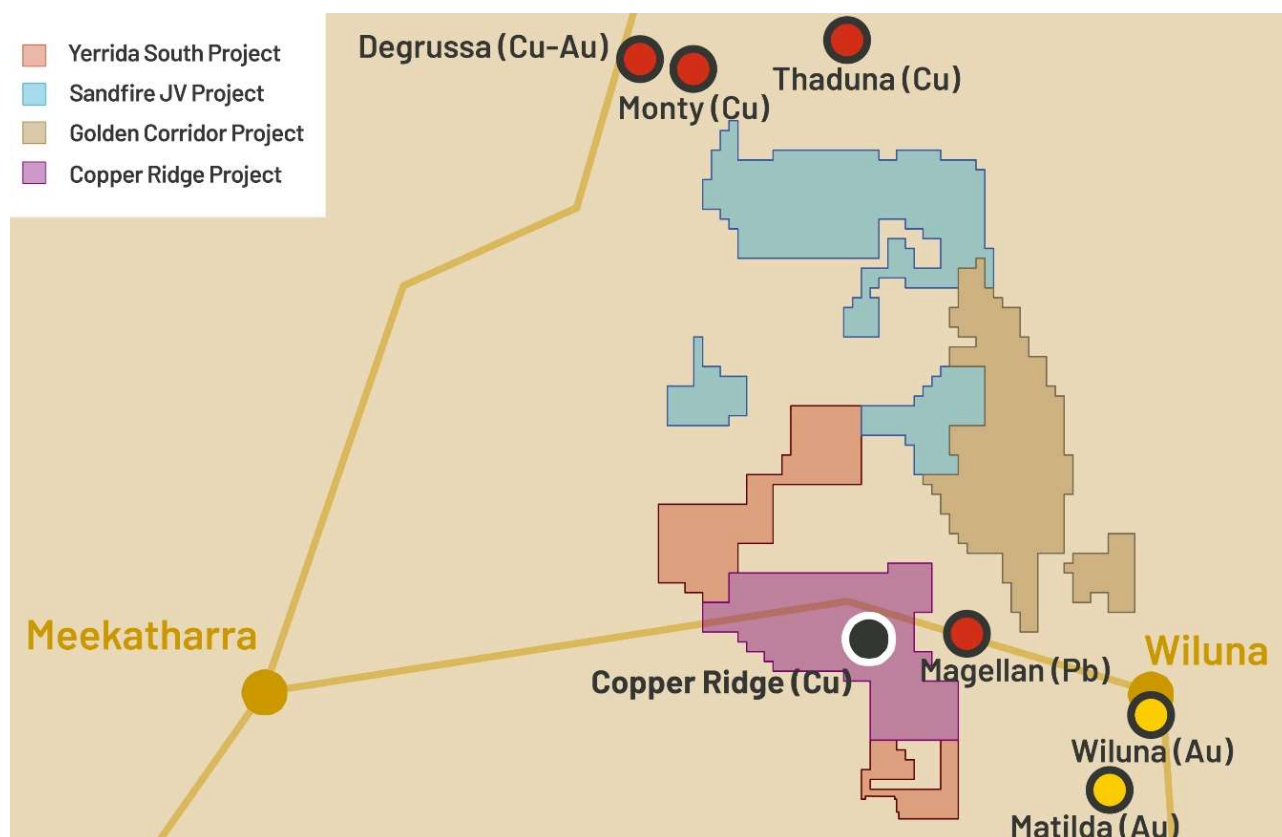 Yerrida South Project
Sandfire JV Project
Golden Corridor Project
Copper Ridge Project
Degrussa (Cu-Au)
Monty (Cu)
Thaduna (Cu)
Meekatharra
Copper Ridge (Cu)
Magellan (Pb)
Wiluna
Wiluna (Au)
Matilda (Au)